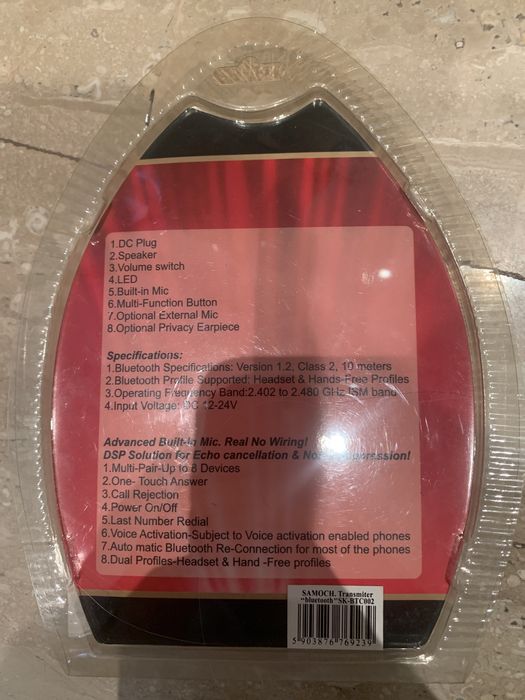 1.DC Plug
2.Speaker
3.Volume switch
4.LED
5.Built-in Mic
6.Multi-Function Button
7.Optional External Mic
8.Optional Privacy Earpiece
Specifications:
1.Bluetooth Specifications: Version 1.2, Class 2, 10 meters
2.Bluetooth Profile Supported: Headset & Hands-Free Profiles
3.Operating Frequency Band:2.402 to 2.480 GHz ISM band
4.Input Voltage: DC 12-24V
Advanced Built-In Mic. Real No Wiring!
DSP Solution for Echo cancellation & Noise Suppression!
1.Multi-Pair-Up to 8 Devices
2.One- Touch Answer
3.Call Rejection
4.Power On/Off
5.Last Number Redial
6.Voice Activation-Subject to Voice activation enabled phones
7.Auto matic Bluetooth Re-Connection for most of the phones
8.Dual Profiles-Headset & Hand -Free profiles
SAMOCH. Transmiter
"bluetooth" SK-BTC002
5 903876 769239